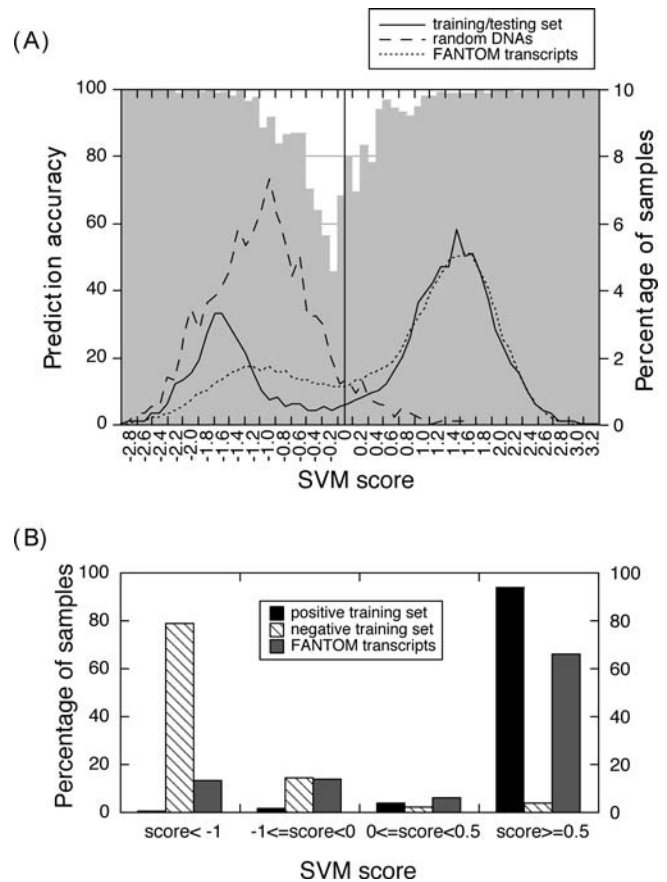 (A)
training/testing set
random DNAs
FANTOM transcripts
100
80
60
40
20
0
Prediction accuracy
10
8
6
4
2
0
Percentage of samples
-2.8 -2.6 -2.4 -2.2 -2.0 -1.8 -1.6 -1.4 -1.2 -1.0 -0.8 -0.6 -0.4 -0.2 0 0.2 0.4 0.6 0.8 1.0 1.2 1.4 1.6 1.8 2.0 2.2 2.4 2.6 2.8 3.0 3.2
SVM score
(B)
100
80
60
40
20
0
Percentage of samples
positive training set
negative training set
FANTOM transcripts
100
80
60
40
20
0
score< -1 -1<=score<0 0<=score<0.5 score>=0.5
SVM score